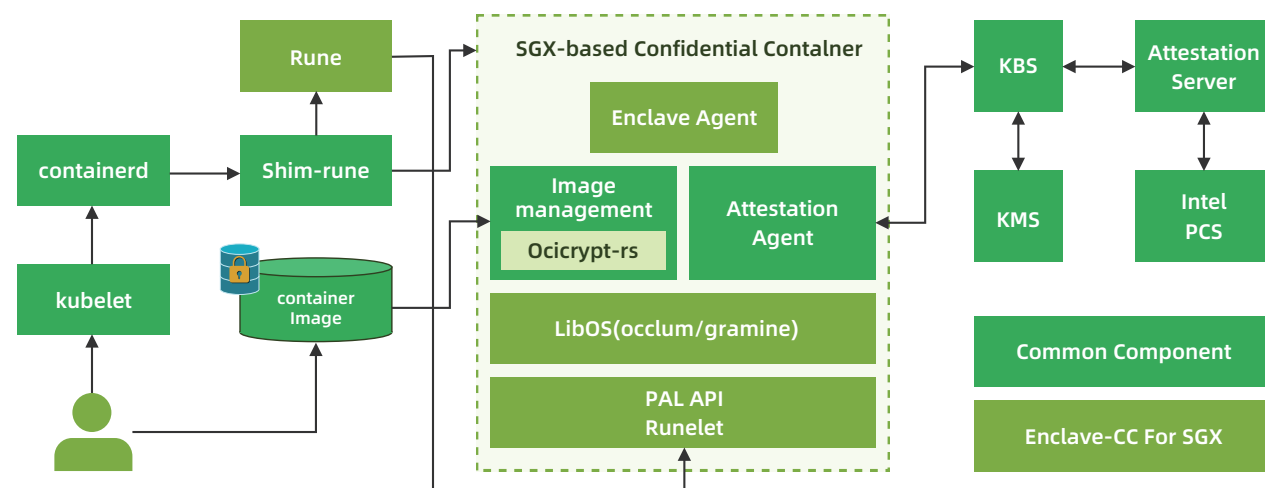 Rune
containerd
Shim-rune
kubelet
container
Image
SGX-based Confidential Contalner
Enclave Agent
Image
management
Ocicrypt-rs
Attestation
Agent
LibOS(occlum/gramine)
PAL API
Runelet
KBS
Attestation
Server
KMS
Intel
PCS
Common Component
Enclave-CC For SGX